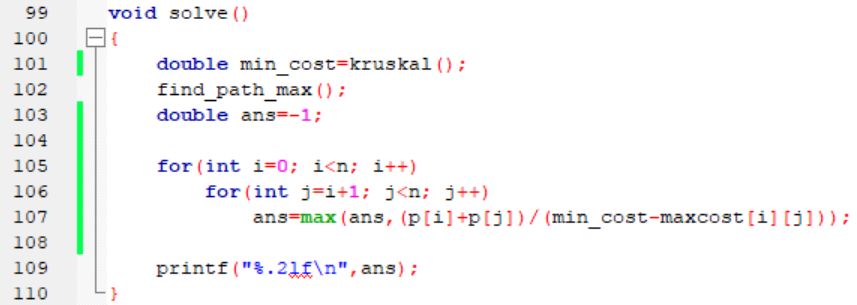 99 void solve()
100 {
101 double min_cost=kruskal();
102 find_path_max();
103 double ans=-1;
104
105 for(int i=0; i<n; i++)
106 for(int j=i+1; j<n; j++)
107 ans=max(ans,(p[i]+p[j])/(min_cost-maxcost[i][j]));
108
109 printf("%.2lf\n",ans);
110 }